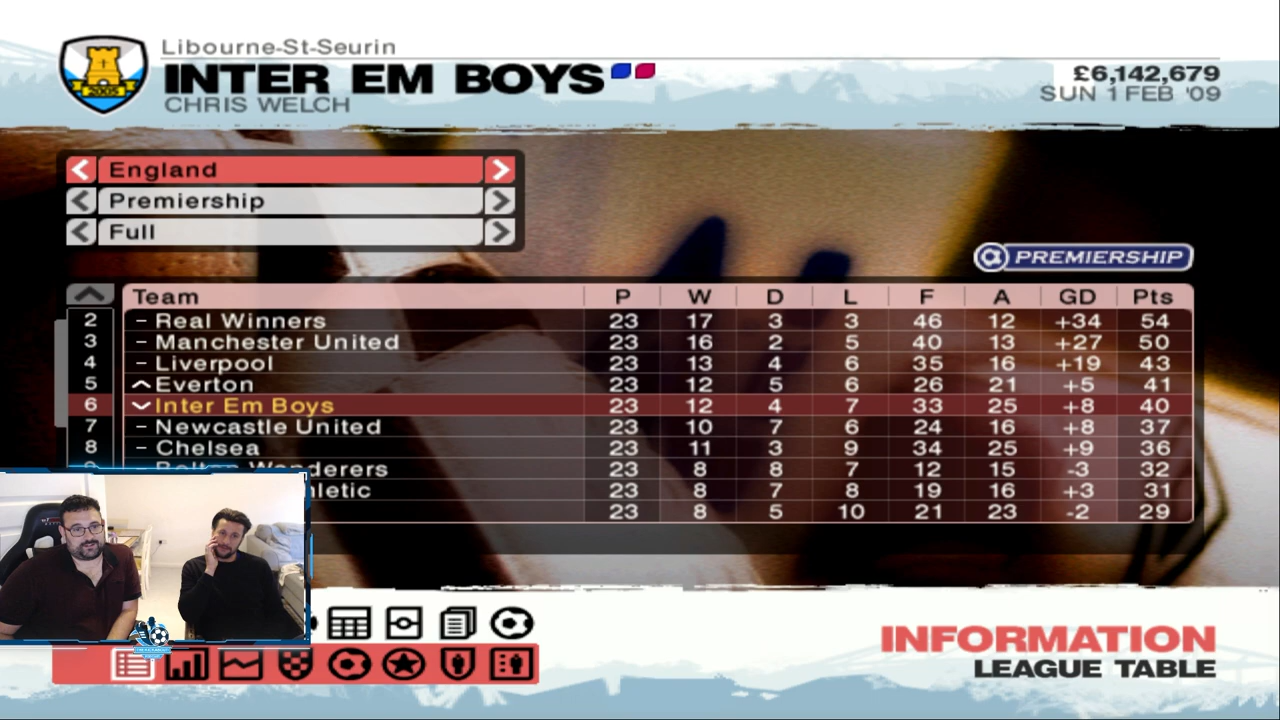 Libourne-St-Seurin
INTER EM BOYS
CHRIS WELCH
2005
£6,142,679
SUN 1 FEB '09
England
Premiership
Full
PREMIERSHIP
Team P W D L F A GD Pts
2 - Real Winners 23 17 3 3 46 12 +34 54
3 - Manchester United 23 16 2 5 40 13 +27 50
4 - Liverpool 23 13 4 6 35 16 +19 43
5 Everton 23 12 5 6 26 21 +5 41
6 Inter Em Boys 23 12 4 7 33 25 +8 40
7 - Newcastle United 23 10 7 6 24 16 +8 37
8 - Chelsea 23 11 3 9 34 25 +9 36
9 - Bolton Wanderers 23 8 8 7 12 15 -3 32
hletic 23 8 7 8 19 16 +3 31
23 8 5 10 21 23 -2 29
INFORMATION
LEAGUE TABLE